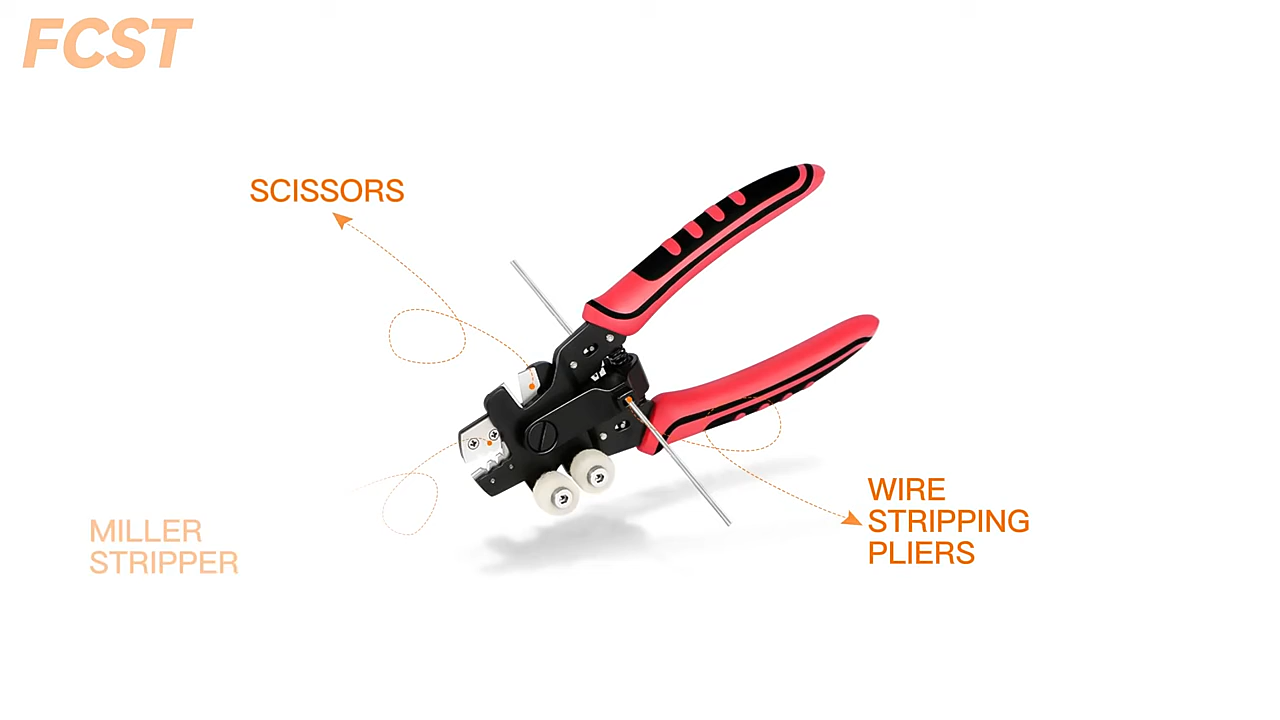 FCST
SCISSORS
WIRE
STRIPPING
PLIERS
MILLER
STRIPPER